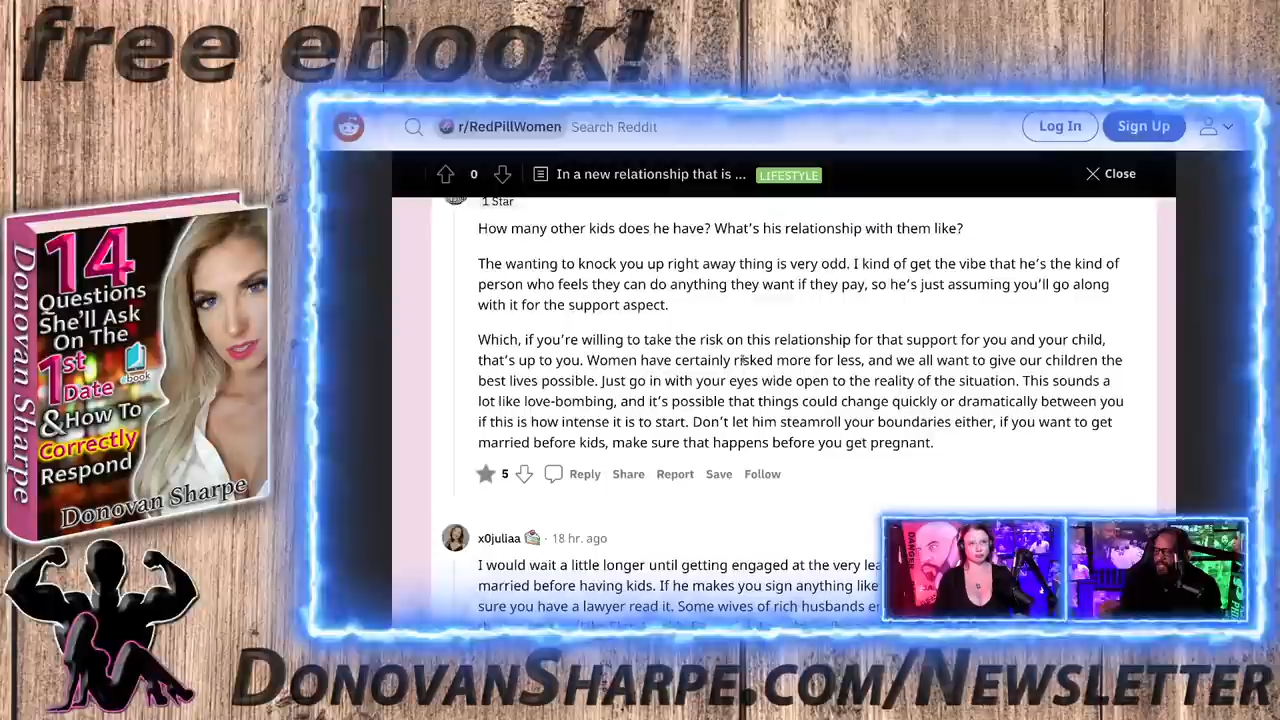 free ebook!
r/RedPillWomen Search Reddit
Log In
Sign Up
0
In a new relationship that is ...
LIFESTYLE
Close
1 Star
How many other kids does he have? What's his relationship with them like?
The wanting to knock you up right away thing is very odd. I kind of get the vibe that he's the kind of
person who feels they can do anything they want if they pay, so he's just assuming you'll go along
with it for the support aspect.
Which, if you're willing to take the risk on this relationship for that support for you and your child,
that's up to you. Women have certainly risked more for less, and we all want to give our children the
best lives possible. Just go in with your eyes wide open to the reality of the situation. This sounds a
lot like love-bombing, and it's possible that things could change quickly or dramatically between you
if this is how intense it is to start. Don't let him steamroll your boundaries either, if you want to get
married before kids, make sure that happens before you get pregnant.
5 Reply Share Report Save Follow
x0juliaa · 18 hr. ago
I would wait a little longer until getting engaged at the very
married before having kids. If he makes you sign anything like
sure you have a lawyer read it. Some wives of rich husbands
14
Questions
She'll Ask
On The
1st
Date
ebook
& How To
Correctly
Respond
Donovan Sharpe
Donovan Sharpe
DANGER
DonovanSharpe.com/Newsletter